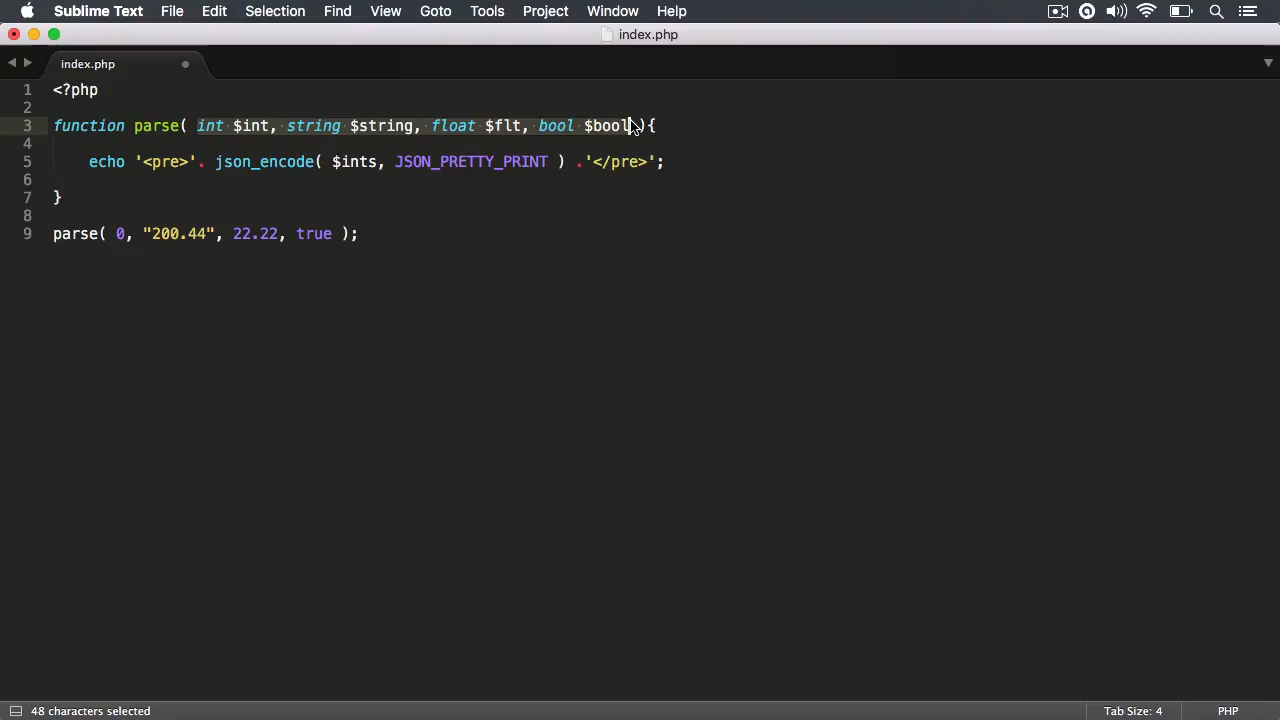 Sublime Text File Edit Selection Find View Goto Tools Project Window Help
index.php
index.php
1 <?php
2
3 function parse( int $int, string $string, float $flt, bool $bool ){
4
5 echo '<pre>'. json_encode( $ints, JSON_PRETTY_PRINT ) .'</pre>';
6
7 }
8
9 parse( 0, "200.44", 22.22, true );
48 characters selected Tab Size: 4 PHP